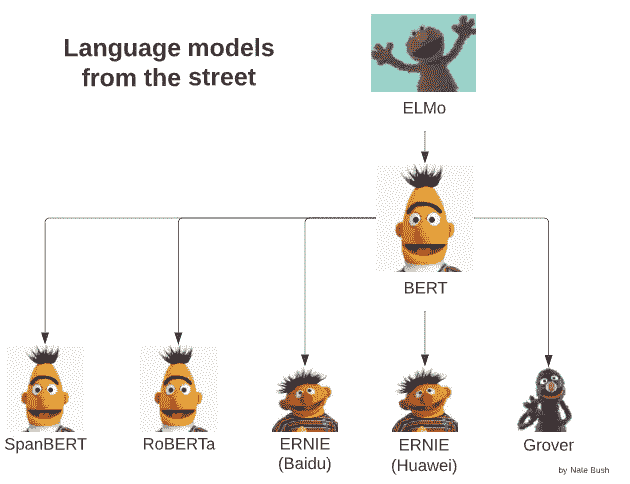 Language models
from the street
ELMo
BERT
SpanBERT
RoBERTa
ERNIE
(Baidu)
ERNIE
(Huawei)
Grover
by Nate Bush